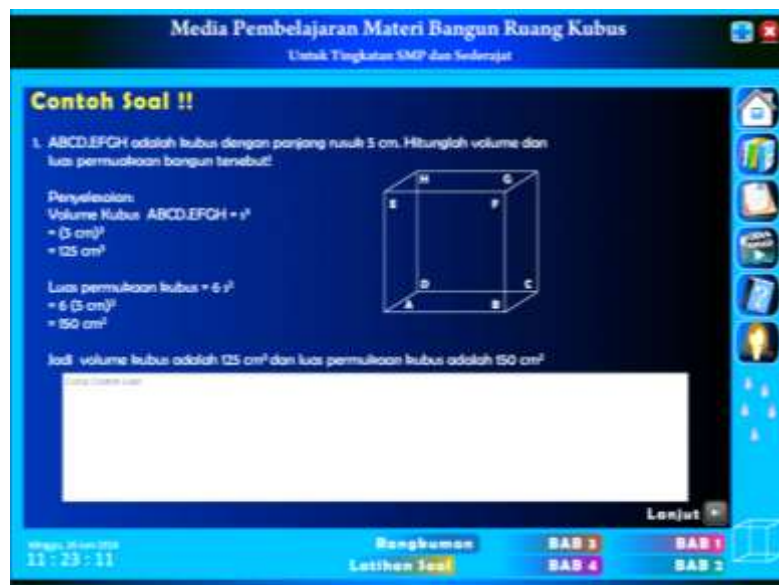 Media Pembelajaran Materi Bangun Ruang Kubus
Untuk Tingkatan SMP dan Sederajat
Contoh Soal !!
1. ABCD.EFGH adalah kubus dengan panjang rusuk 5 cm. Hitunglah volume dan
luas permuakaan bangun tersebut!
Penyelesaian:
Volume Kubus ABCD.EFGH = s³
= (5 cm)³
= 125 cm³
Luas permukaan kubus = 6 s²
= 6 (5 cm)²
= 150 cm²
H G
E F
D C
A B
Jadi volume kubus adalah 125 cm³ dan luas permukaan kubus adalah 150 cm²
Lanjut
11 : 23 : 11
Rangkuman BAB 3 BAB 1
Latihan Soal BAB 4 BAB 2